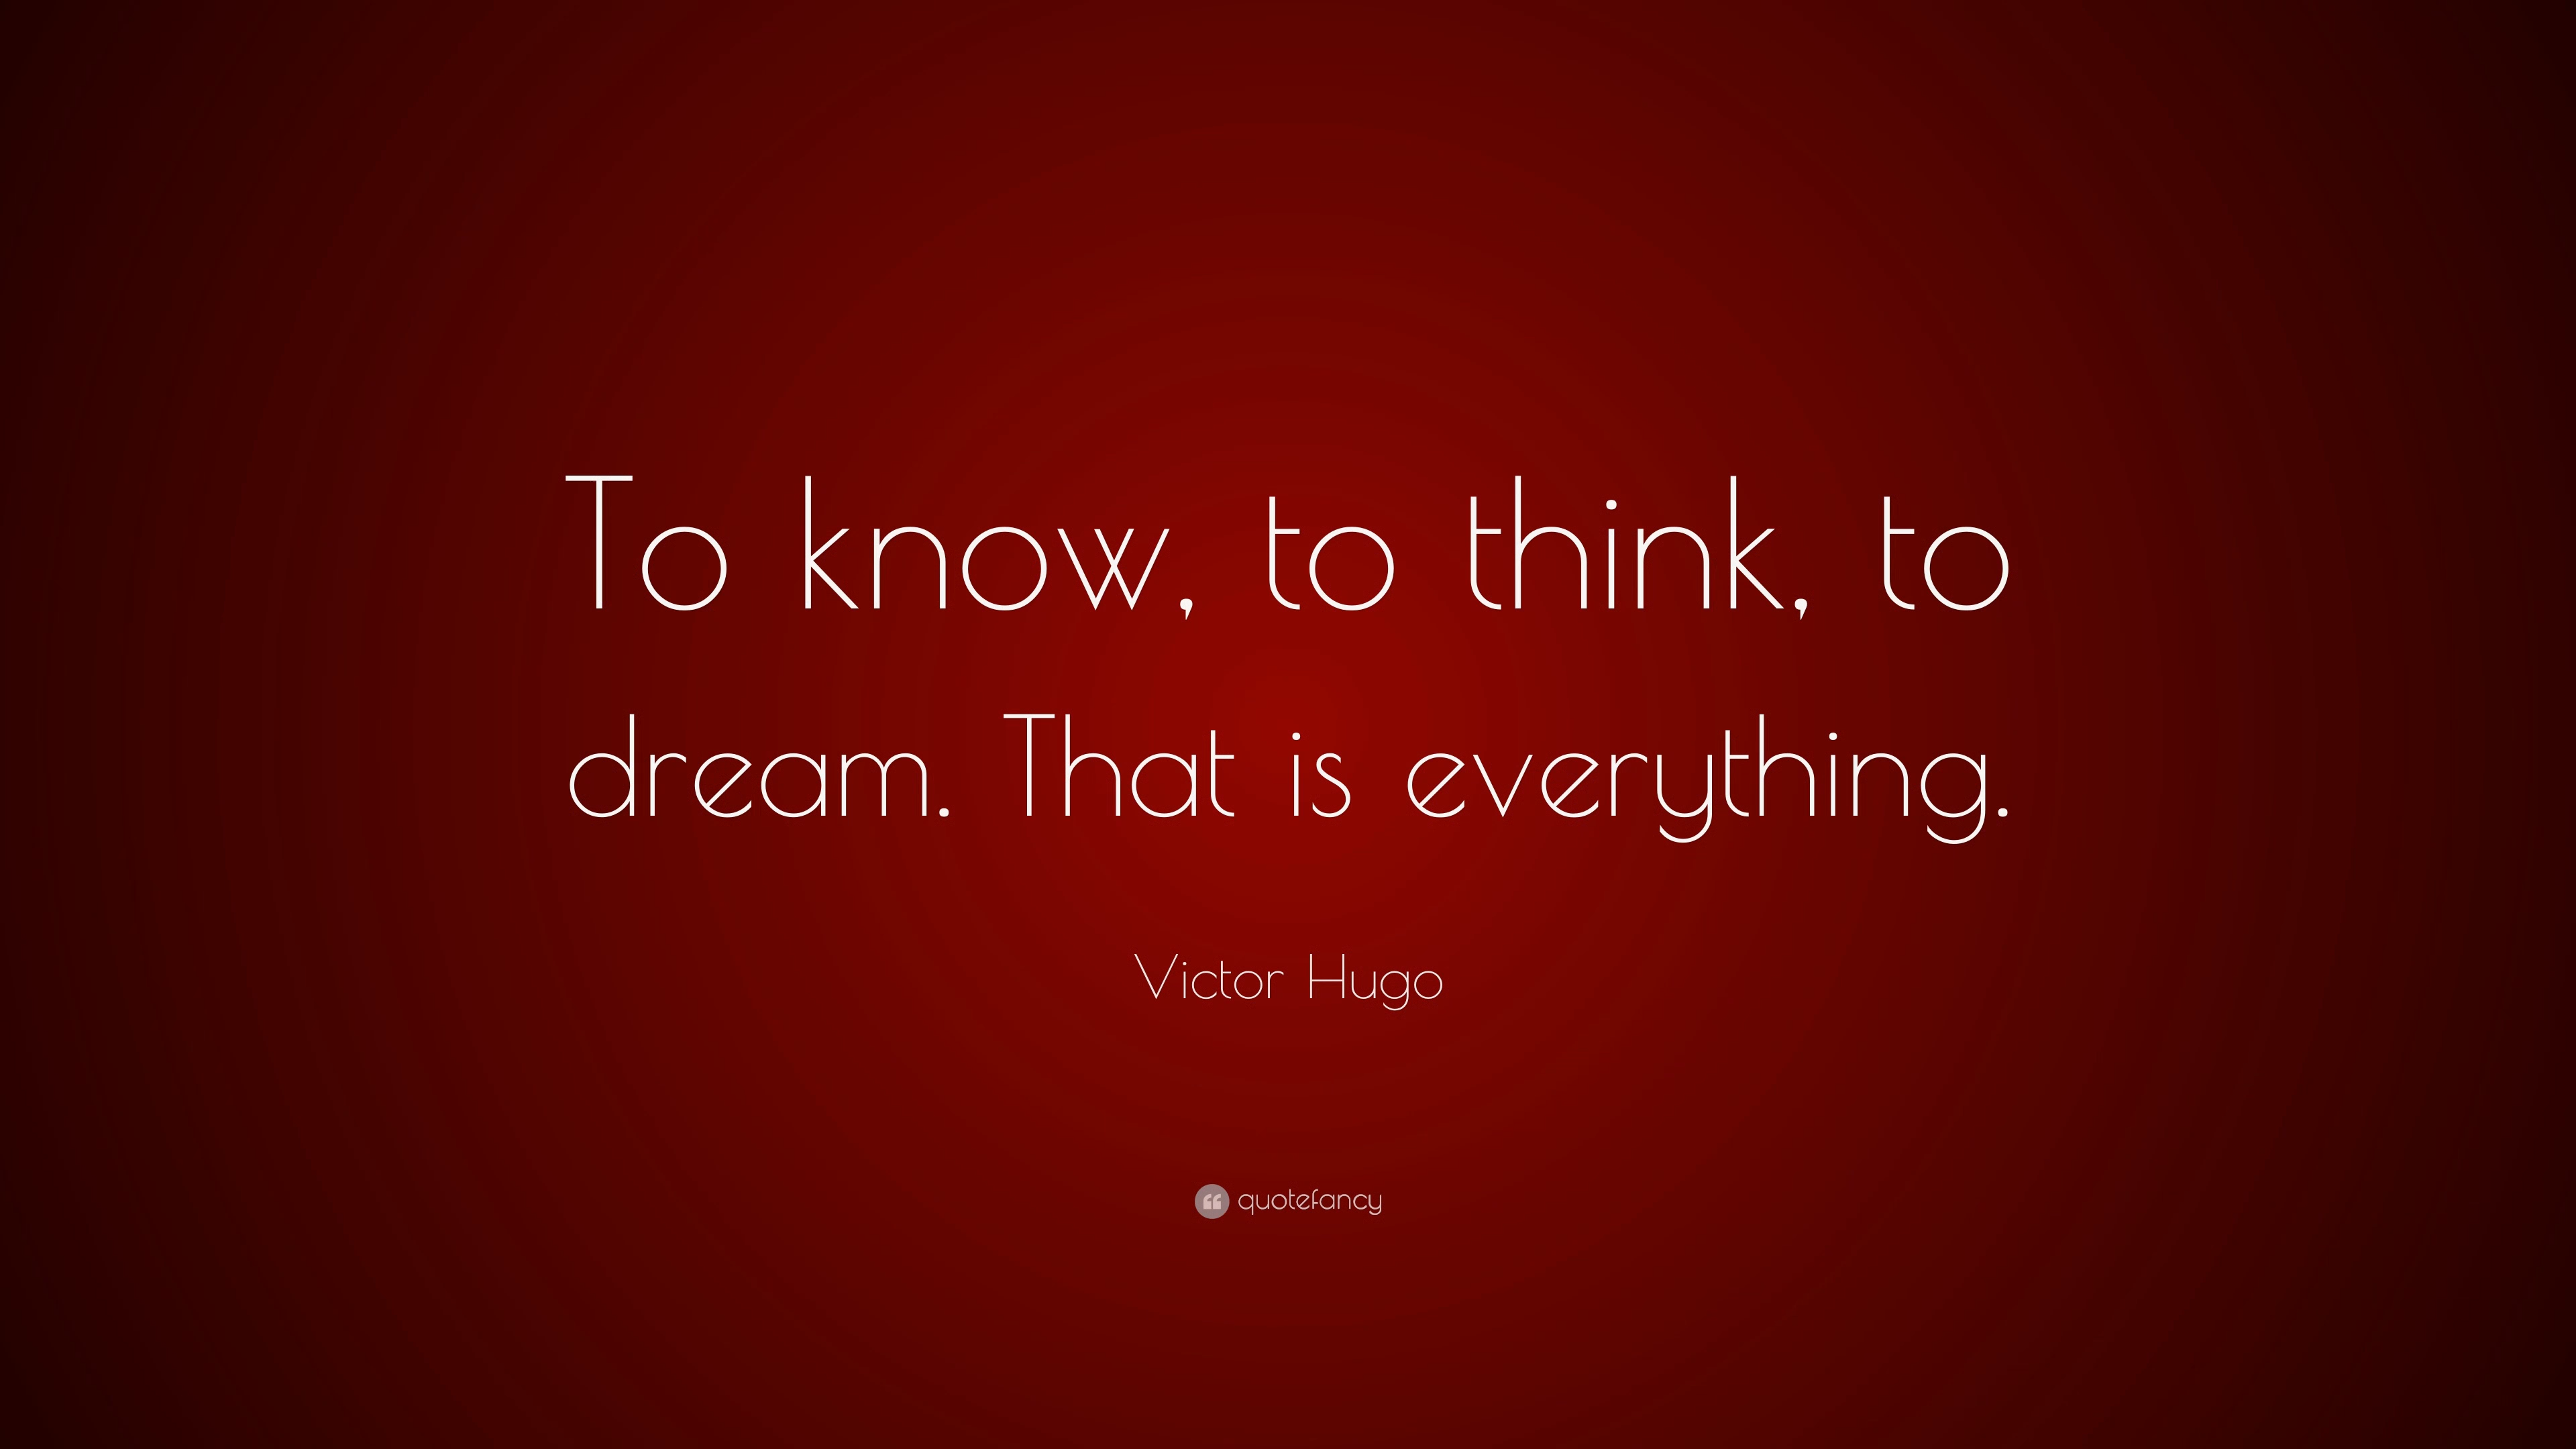 To know, to think, to
dream. That is everything.
Victor Hugo
quotefancy